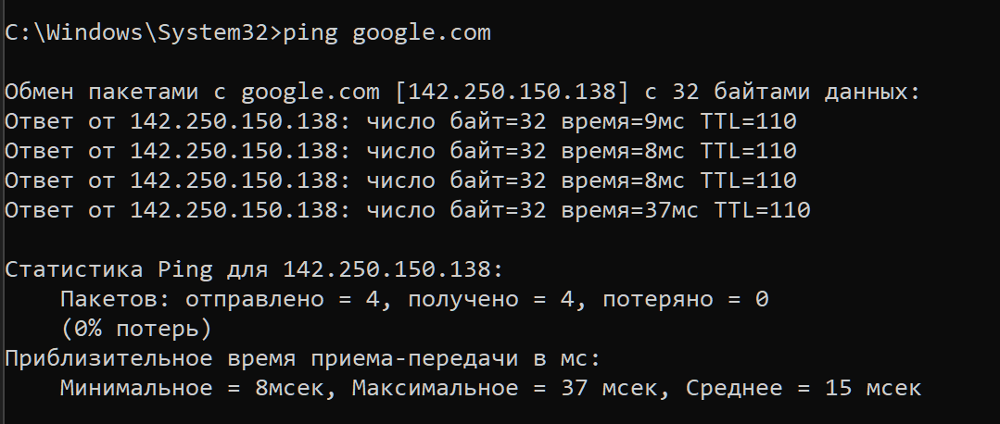 C:\Windows\System32>ping google.com
Обмен пакетами с google.com [142.250.150.138] с 32 байтами данных:
Ответ от 142.250.150.138: число байт=32 время=9мс TTL=110
Ответ от 142.250.150.138: число байт=32 время=8мс TTL=110
Ответ от 142.250.150.138: число байт=32 время=8мс TTL=110
Ответ от 142.250.150.138: число байт=32 время=37мс TTL=110
Статистика Ping для 142.250.150.138:
Пакетов: отправлено = 4, получено = 4, потеряно = 0
(0% потерь)
Приблизительное время приема-передачи в мс:
Минимальное = 8мсек, Максимальное = 37 мсек, Среднее = 15 мсек